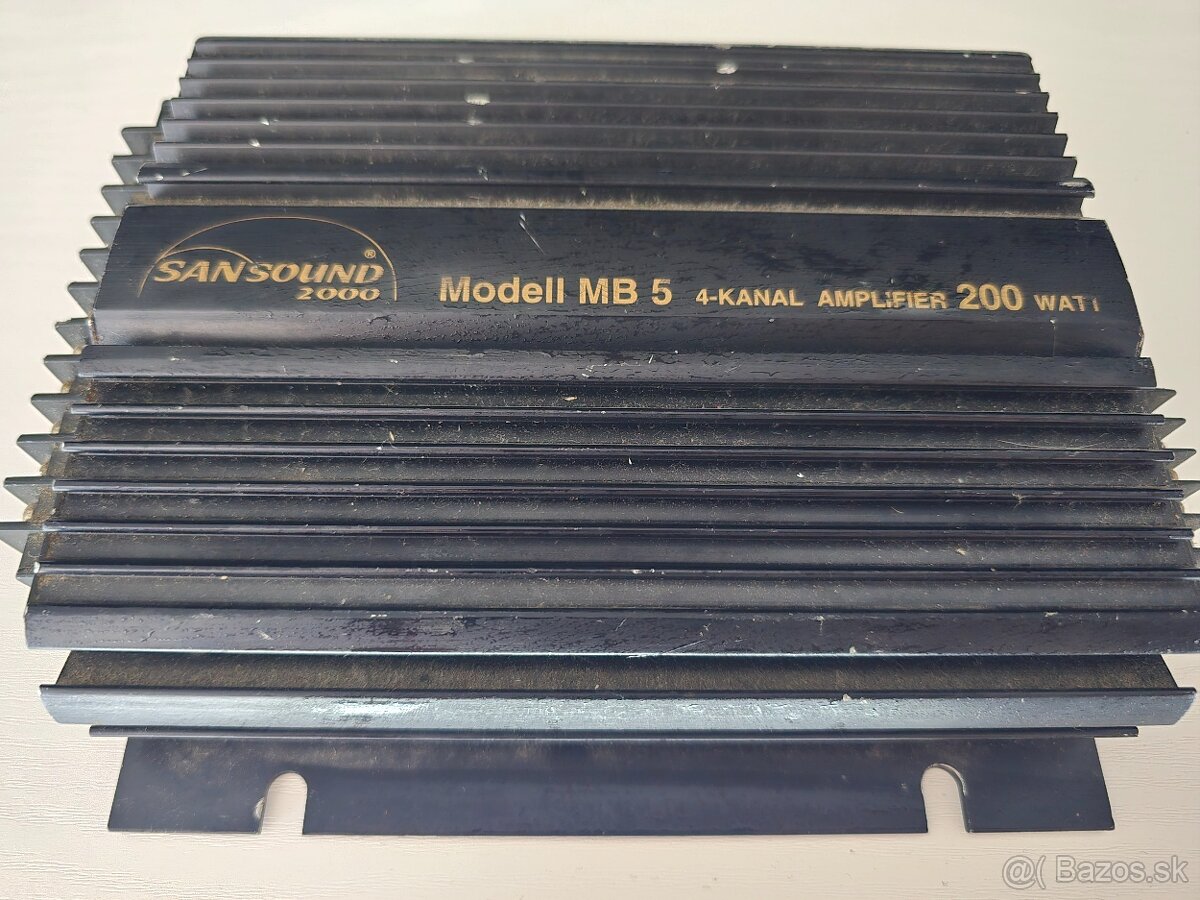 SANSOUND®
2000
Modell MB 5 4-KANAL AMPLIFIER 200 WATT
@( Bazos.sk